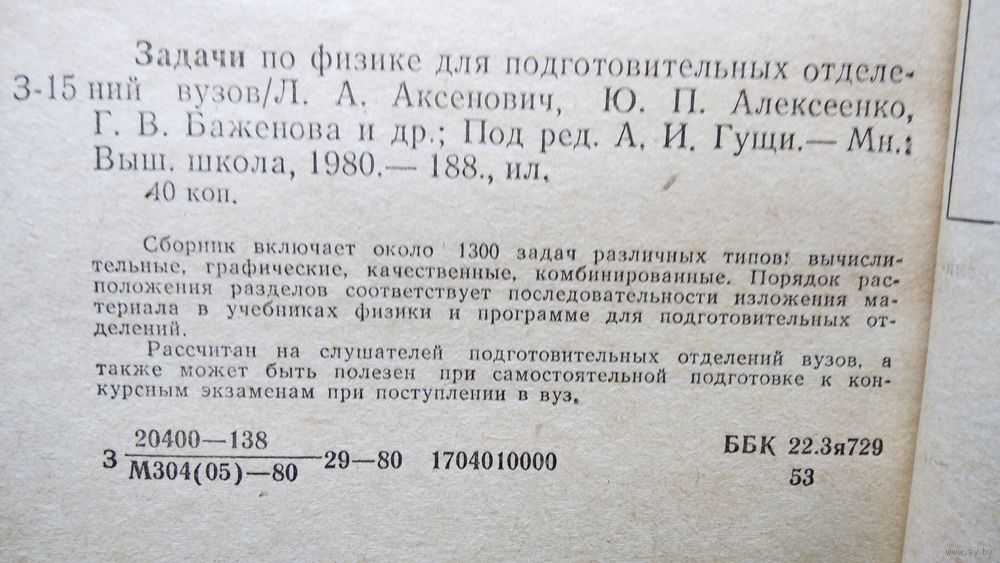 Задачи по физике для подготовительных отделе-
З-15 ний вузов/Л. А. Аксенович, Ю. П. Алексеенко,
Г. В. Баженова и др.; Под ред. А. И. Гущи.— Мн.:
Выш. школа, 1980.— 188., ил.
40 коп.
Сборник включает около 1300 задач различных типов: вычисли-
тельные, графические, качественные, комбинированные. Порядок рас-
положения разделов соответствует последовательности изложения ма-
териала в учебниках физики и программе для подготовительных от-
делений.
Рассчитан на слушателей подготовительных отделений вузов, а
также может быть полезен при самостоятельной подготовке к кон-
курсным экзаменам при поступлении в вуз.
З 20400—138
М304(05)—80 —29—80 1704010000
ББК 22.3я729
53
www.ay.by